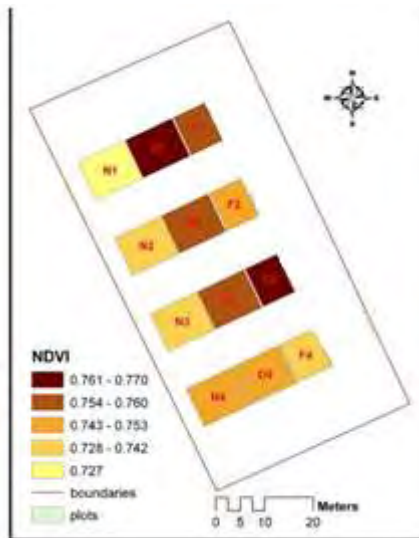 N
W E
S
N1
N2
F2
N3
N4
O4
F4
NDVI
0.761 - 0.770
0.754 - 0.760
0.743 - 0.753
0.728 - 0.742
0.727
boundaries
plots
Meters
0 5 10 20